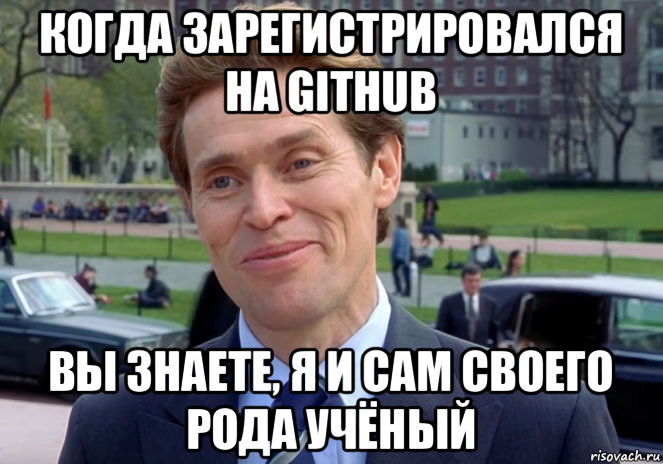 КОГДА ЗАРЕГИСТРИРОВАЛСЯ
НА GITHUB
ВЫ ЗНАЕТЕ, Я И САМ СВОЕГО
РОДА УЧЁНЫЙ
risovach.ru